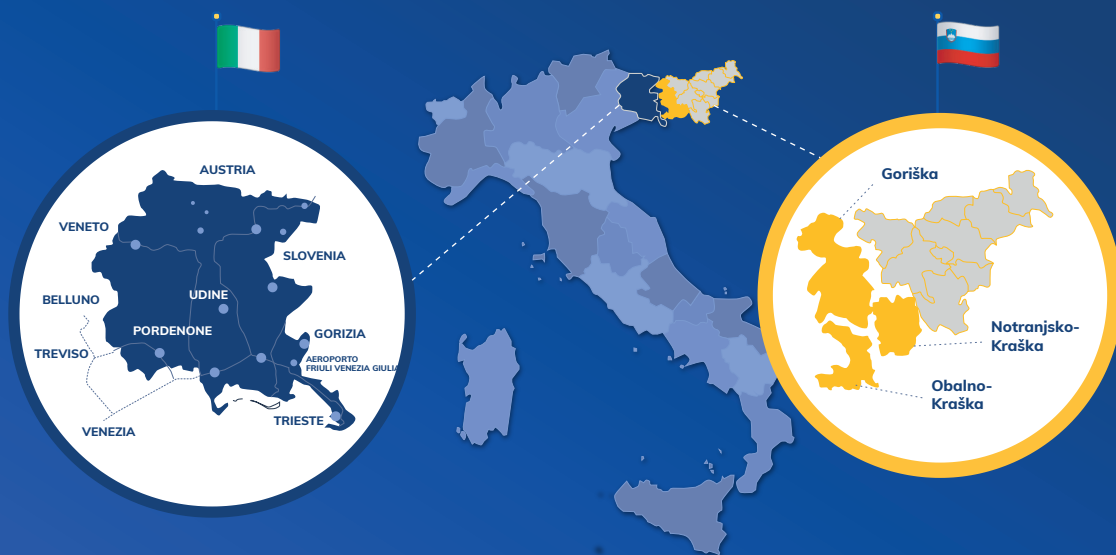 AUSTRIA
VENETO
SLOVENIA
BELLUNO
UDINE
PORDENONE
GORIZIA
TREVISO
AEROPORTO
FRIULI VENEZIA GIULIA
TRIESTE
VENEZIA
Goriška
Notranjsko-
Kraška
Obalno-
Kraška